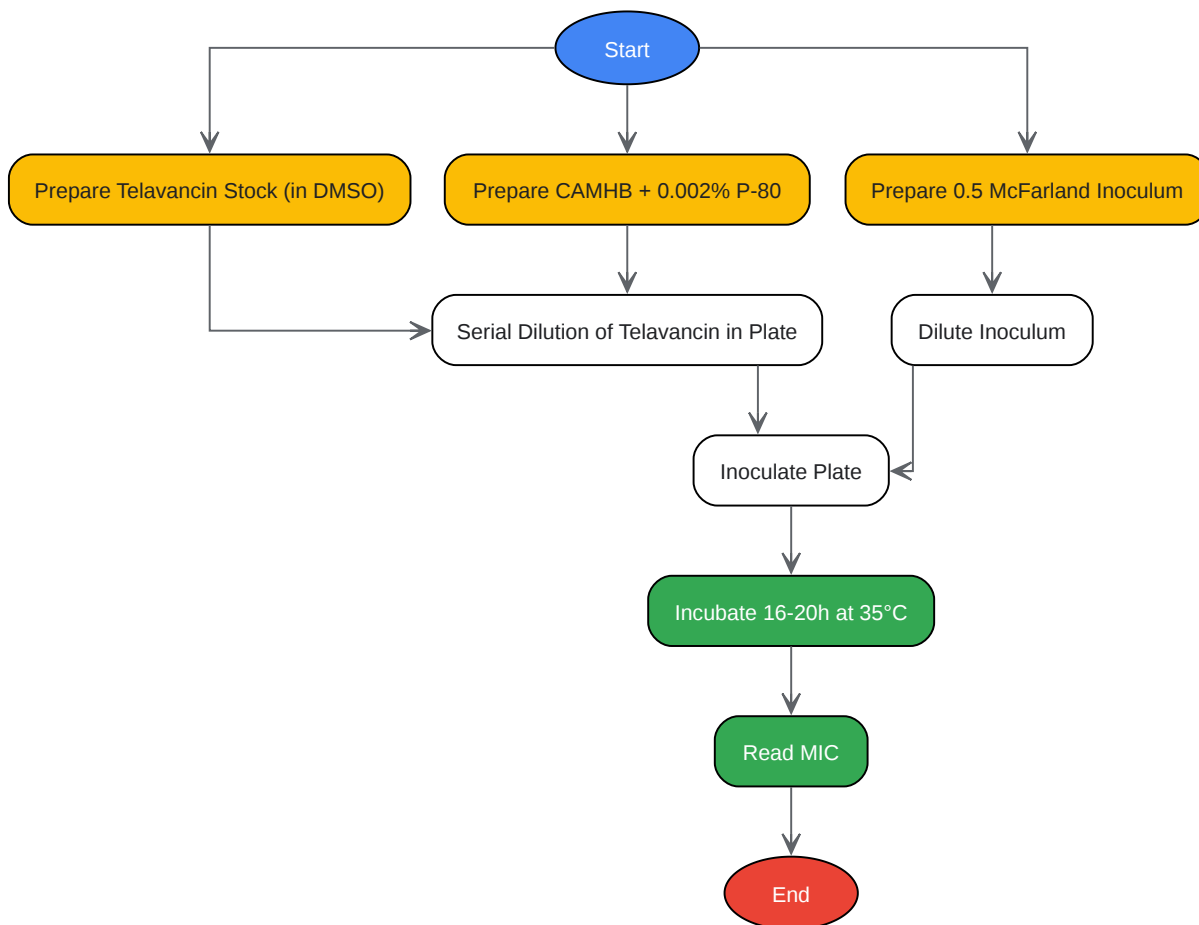 Start
Prepare Telavancin Stock (in DMSO)
Prepare CAMHB + 0.002% P-80
Prepare 0.5 McFarland Inoculum
Serial Dilution of Telavancin in Plate
Dilute Inoculum
Inoculate Plate
Incubate 16-20h at 35°C
Read MIC
End